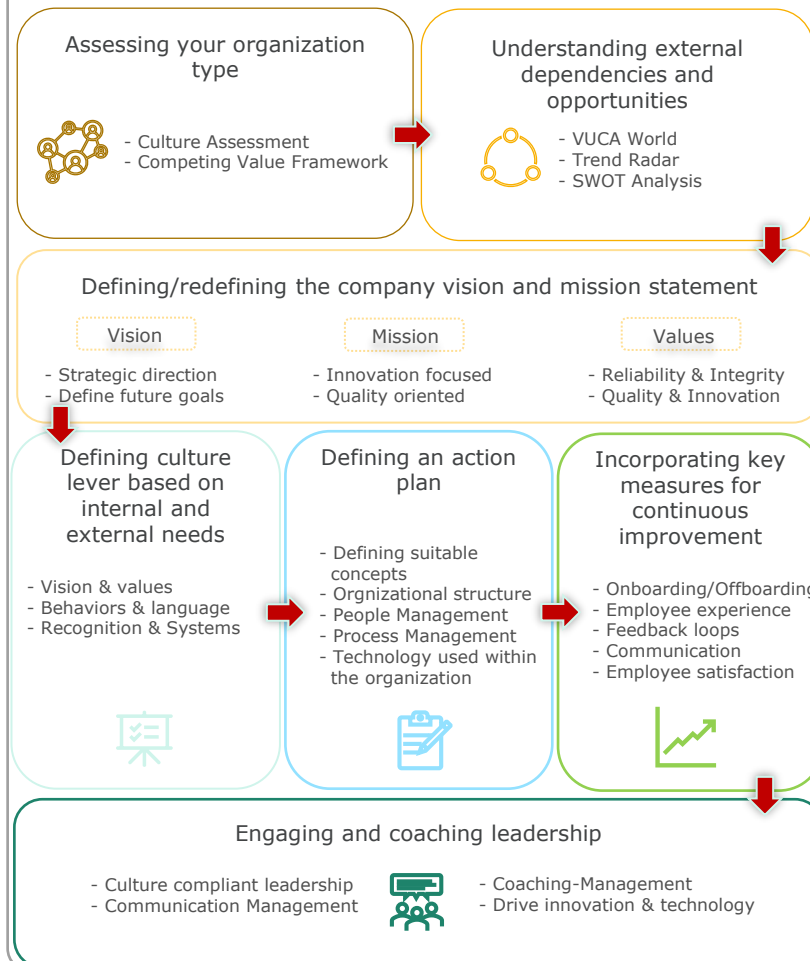 Assessing your organization
type
- Culture Assessment
- Competing Value Framework
Understanding external
dependencies and
opportunities
- VUCA World
- Trend Radar
- SWOT Analysis
Defining/redefining the company vision and mission statement
Vision
- Strategic direction
- Define future goals
Mission
- Innovation focused
- Quality oriented
Values
- Reliability & Integrity
- Quality & Innovation
Defining culture
lever based on
internal and
external needs
- Vision & values
- Behaviors & language
- Recognition & Systems
Defining an action
plan
- Defining suitable
concepts
- Orgnizational structure
- People Management
- Process Management
- Technology used within
the organization
Incorporating key
measures for
continuous
improvement
- Onboarding/Offboarding
- Employee experience
- Feedback loops
- Communication
- Employee satisfaction
Engaging and coaching leadership
- Culture compliant leadership
- Communication Management
- Coaching-Management
- Drive innovation & technology